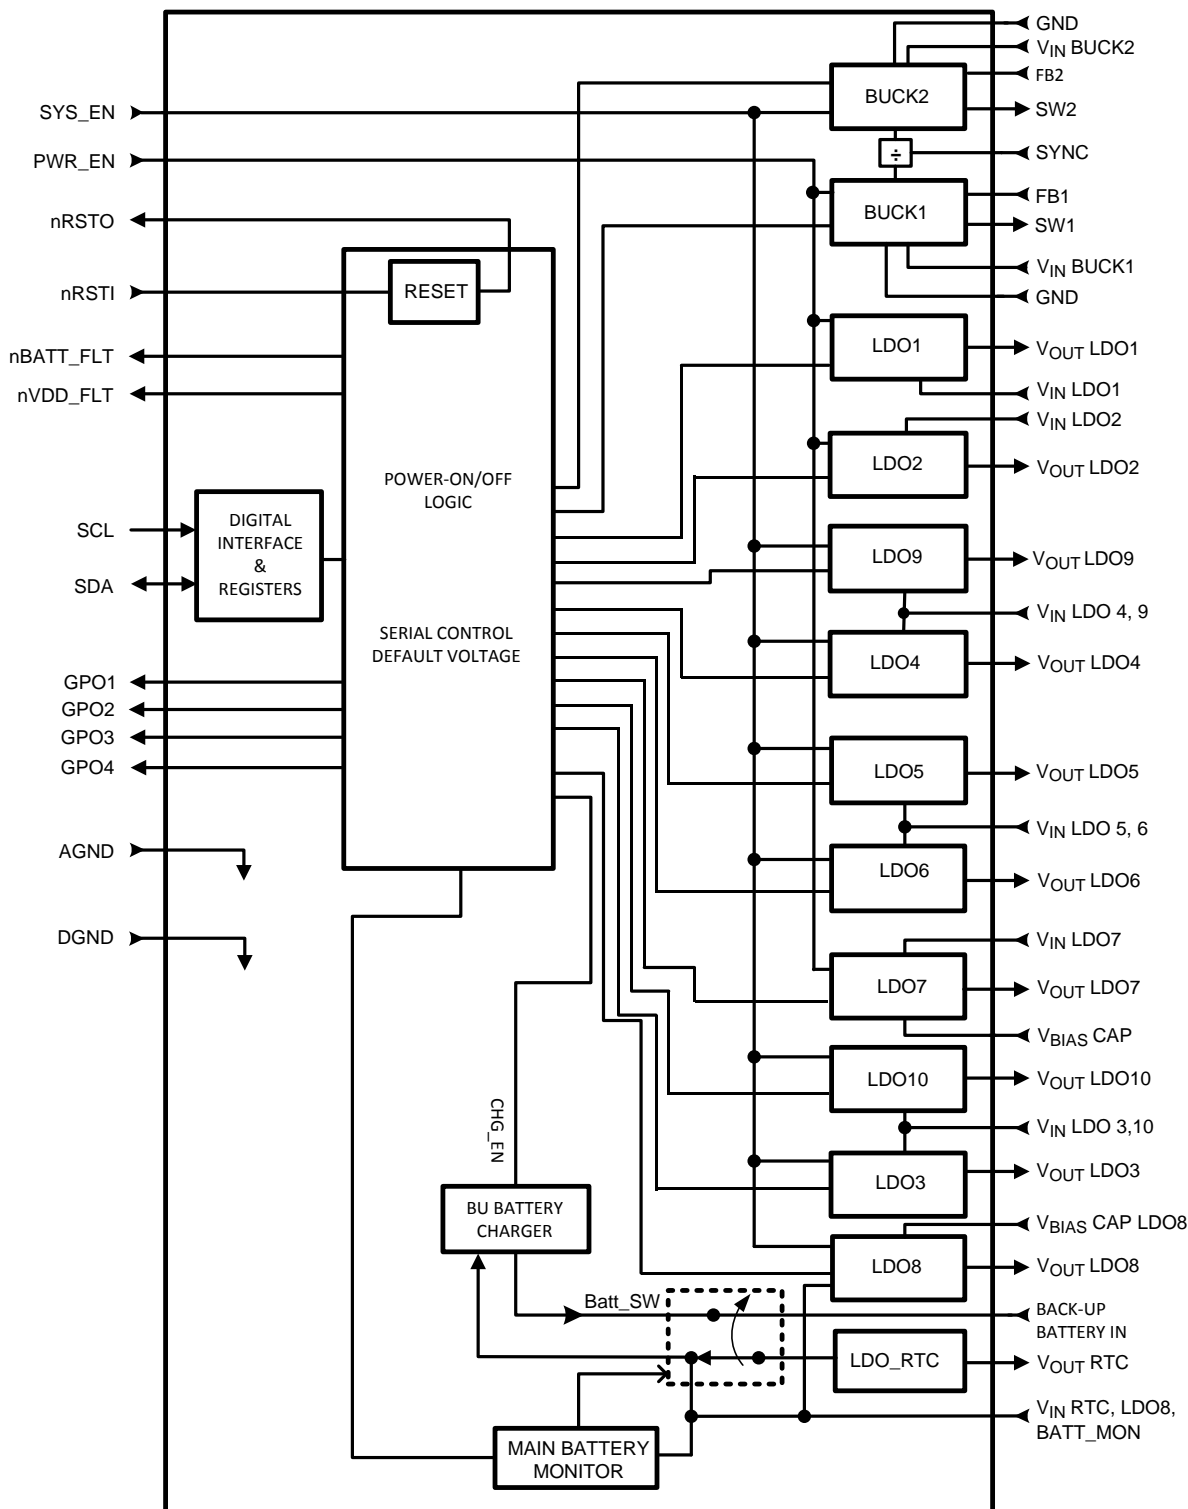 GND
VIN BUCK2
FB2
SW2
SYNC
FB1
SW1
VIN BUCK1
GND
BUCK2
÷
BUCK1
SYS_EN
PWR_EN
nRSTO
nRSTI
nBATT_FLT
nVDD_FLT
SCL
SDA
GPO1
GPO2
GPO3
GPO4
AGND
DGND
RESET
POWER-ON/OFF
LOGIC
SERIAL CONTROL
DEFAULT VOLTAGE
DIGITAL
INTERFACE
&
REGISTERS
LDO1
VOUT LDO1
VIN LDO1
VIN LDO2
LDO2
VOUT LDO2
LDO9
VOUT LDO9
VIN LDO 4, 9
LDO4
VOUT LDO4
LDO5
VOUT LDO5
VIN LDO 5, 6
LDO6
VOUT LDO6
VIN LDO7
LDO7
VOUT LDO7
VBIAS CAP
LDO10
VOUT LDO10
VIN LDO 3,10
LDO3
VOUT LDO3
VBIAS CAP LDO8
LDO8
VOUT LDO8
CHG_EN
BU BATTERY
CHARGER
Batt_SW
BACK-UP
BATTERY IN
LDO_RTC
VOUT RTC
VIN RTC, LDO8,
BATT_MON
MAIN BATTERY
MONITOR